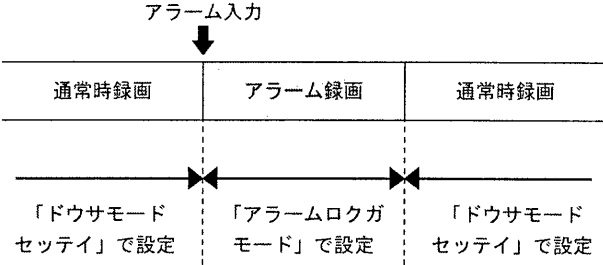 アラーム入力
通常時録画 アラーム録画 通常時録画
「ドウサモード 「アラームロクガ 「ドウサモード
セッテイ」で設定 モード」で設定 セッテイ」で設定